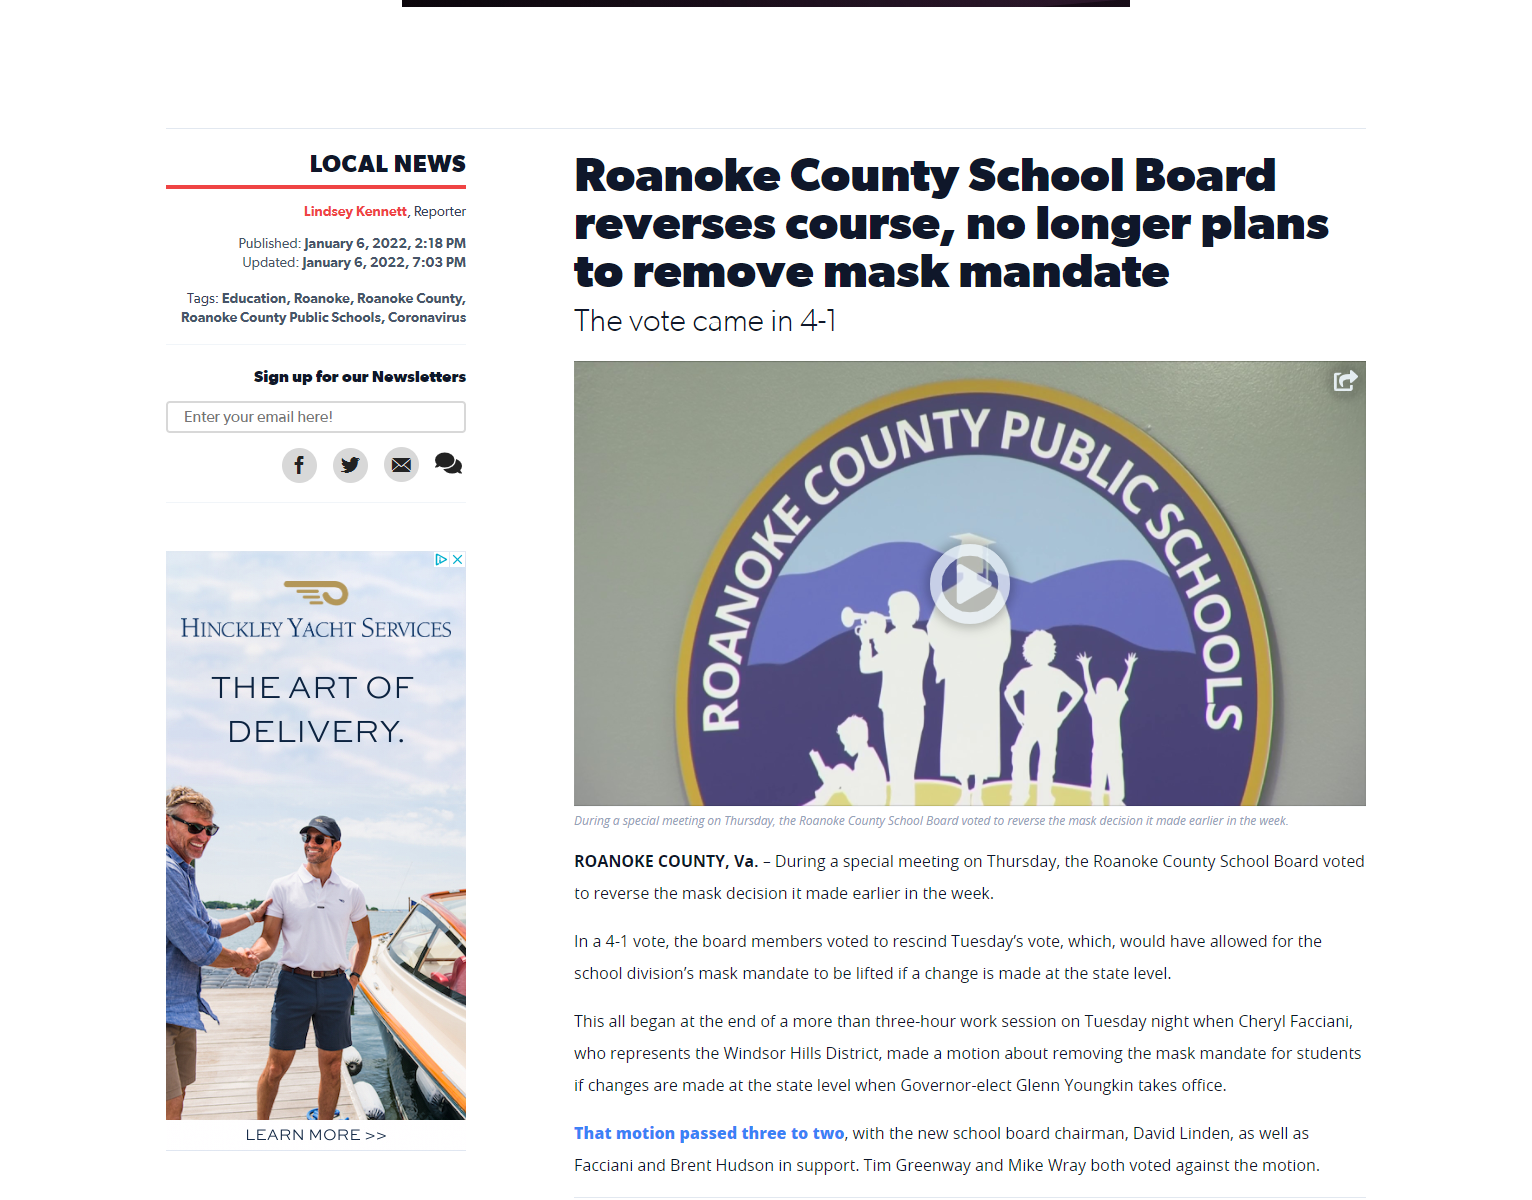 LOCAL NEWS
Lindsey Kennett, Reporter
Published: January 6, 2022, 2:18 PM
Updated: January 6, 2022, 7:03 PM
Tags: Education, Roanoke, Roanoke County,
Roanoke County Public Schools, Coronavirus
Sign up for our Newsletters
Enter your email here!
HINCKLEY YACHT SERVICES
THE ART OF
DELIVERY.
LEARN MORE >>
Roanoke County School Board
reverses course, no longer plans
to remove mask mandate
The vote came in 4-1
ROANOKE COUNTY PUBLIC SCHOOLS
During a special meeting on Thursday, the Roanoke County School Board voted to reverse the mask decision it made earlier in the week.
ROANOKE COUNTY, Va. – During a special meeting on Thursday, the Roanoke County School Board voted
to reverse the mask decision it made earlier in the week.
In a 4-1 vote, the board members voted to rescind Tuesday’s vote, which, would have allowed for the
school division’s mask mandate to be lifted if a change is made at the state level.
This all began at the end of a more than three-hour work session on Tuesday night when Cheryl Facciani,
who represents the Windsor Hills District, made a motion about removing the mask mandate for students
if changes are made at the state level when Governor-elect Glenn Youngkin takes office.
That motion passed three to two, with the new school board chairman, David Linden, as well as
Facciani and Brent Hudson in support. Tim Greenway and Mike Wray both voted against the motion.